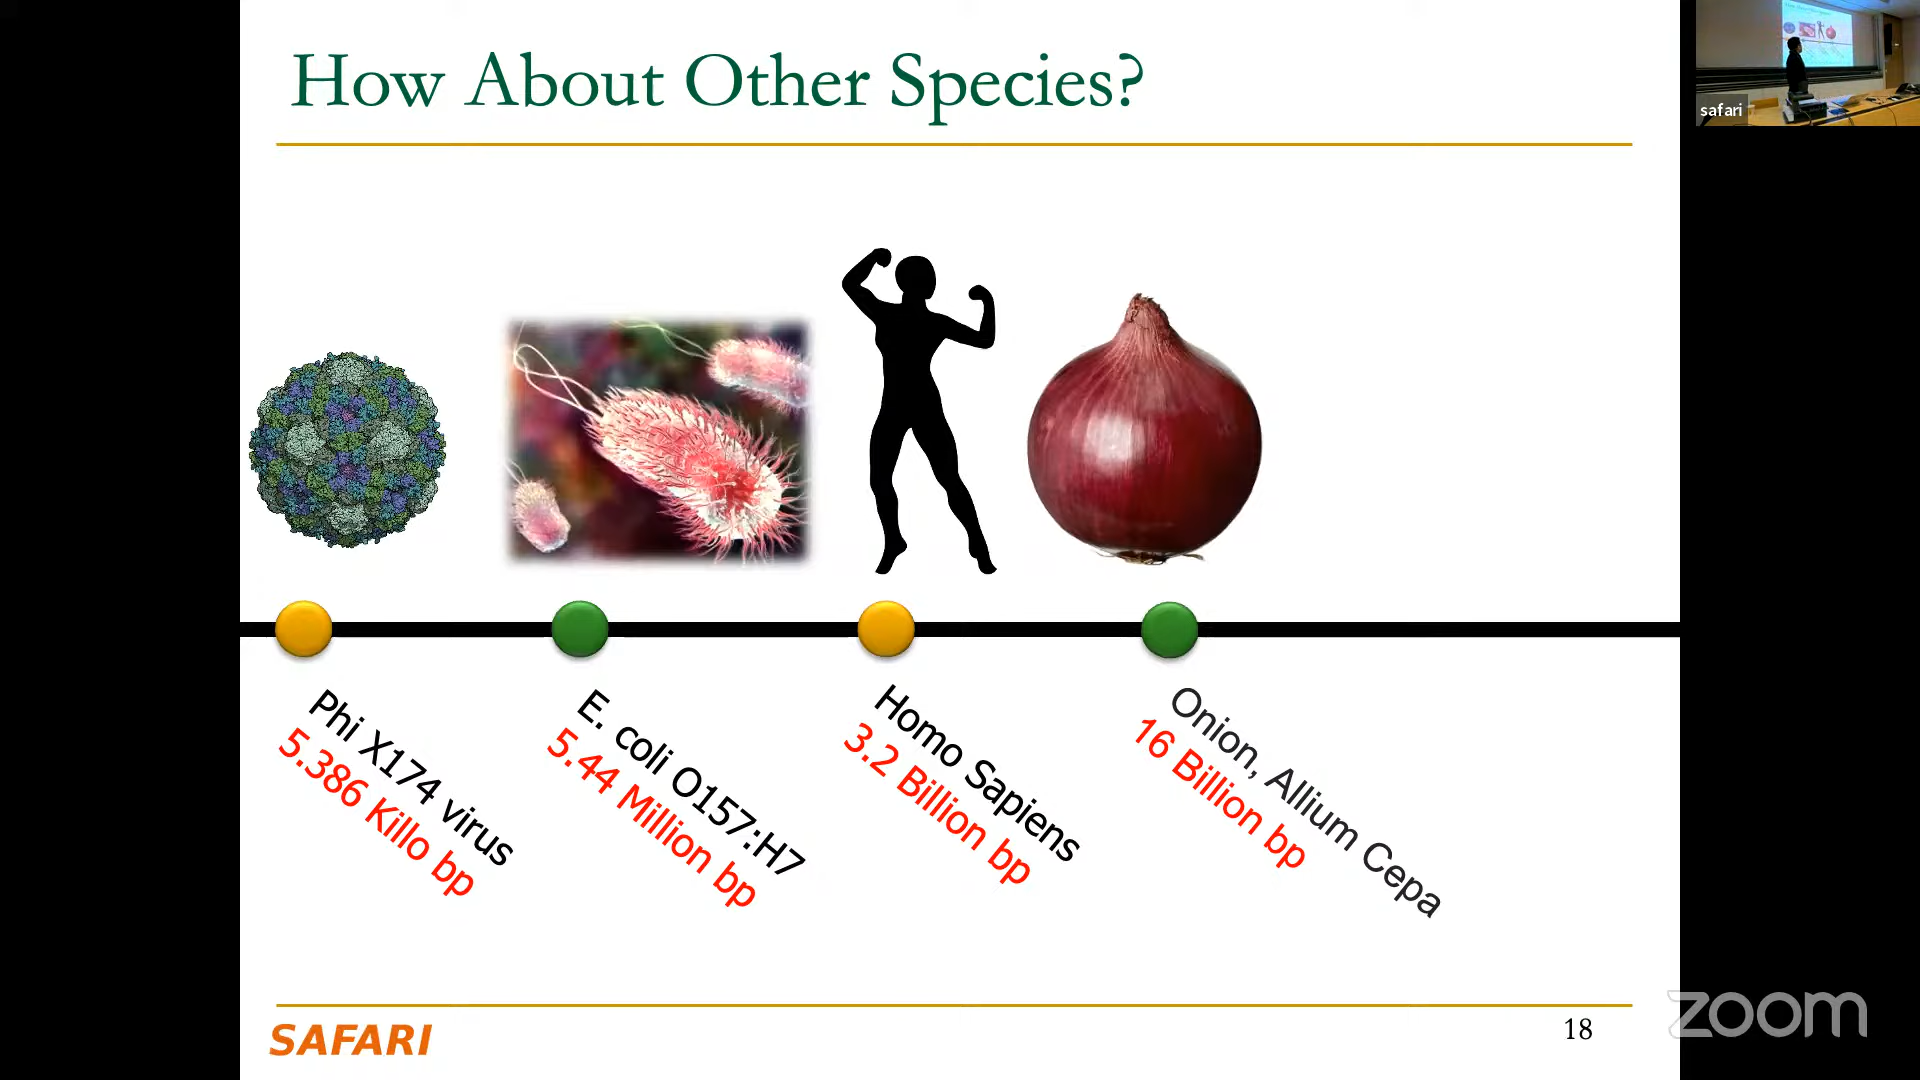 How About Other Species?
safari
Phi X174 virus
5.386 Killo bp
E. coli O157:H7
5.44 Million bp
Homo Sapiens
3.2 Billion bp
Onion, Allium Cepa
16 Billion bp
SAFARI
18
zoom